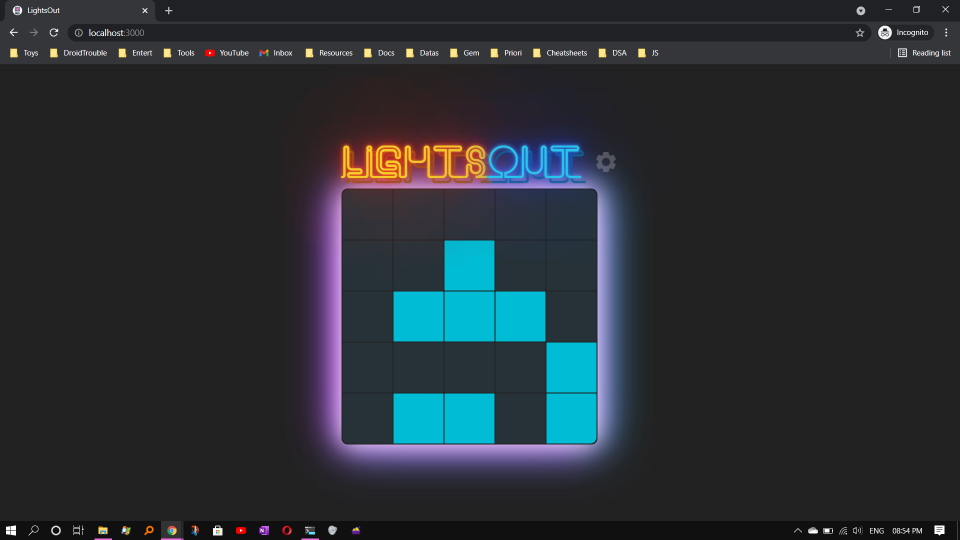 LightsOut
localhost:3000
Incognito
Toys DroidTrouble Entert Tools YouTube Inbox Resources Docs Datas Gem Priori Cheatsheets DSA JS Reading list
LIGHTSOUT
ENG 08:54 PM